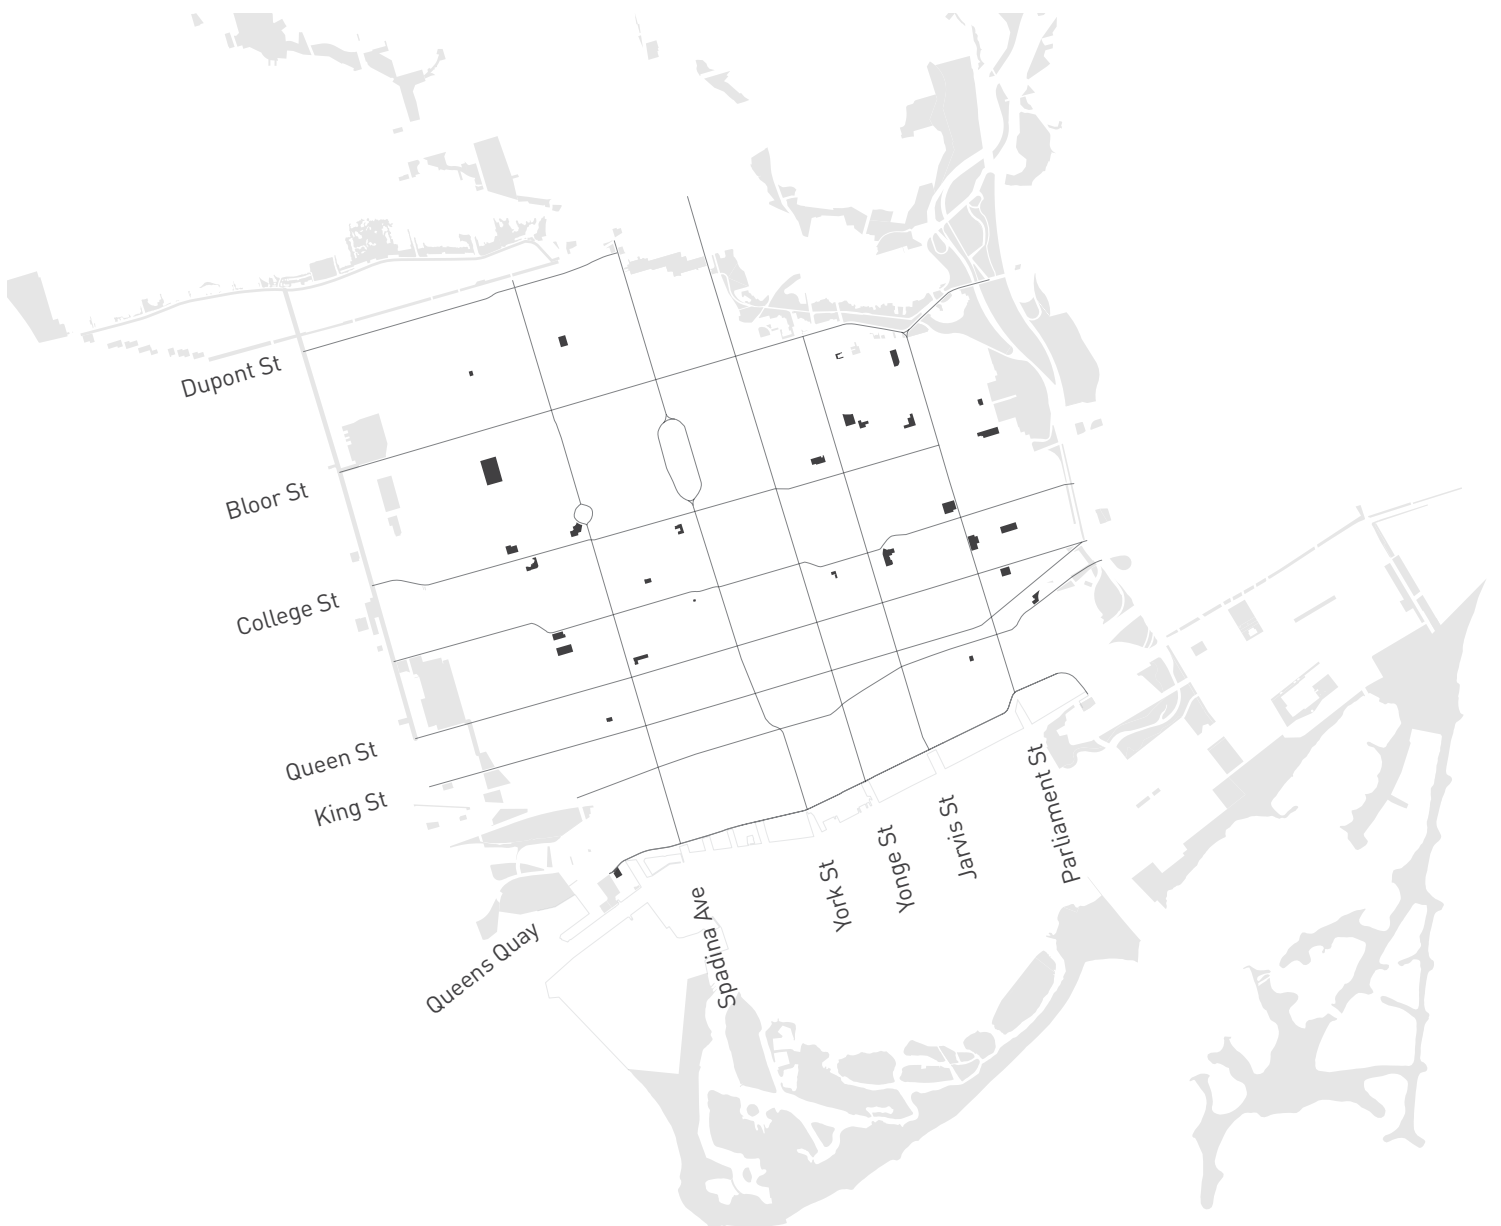 Dupont St
Bloor St
College St
Queen St
King St
Queens Quay
Spadina Ave
York St
Yonge St
Jarvis St
Parliament St